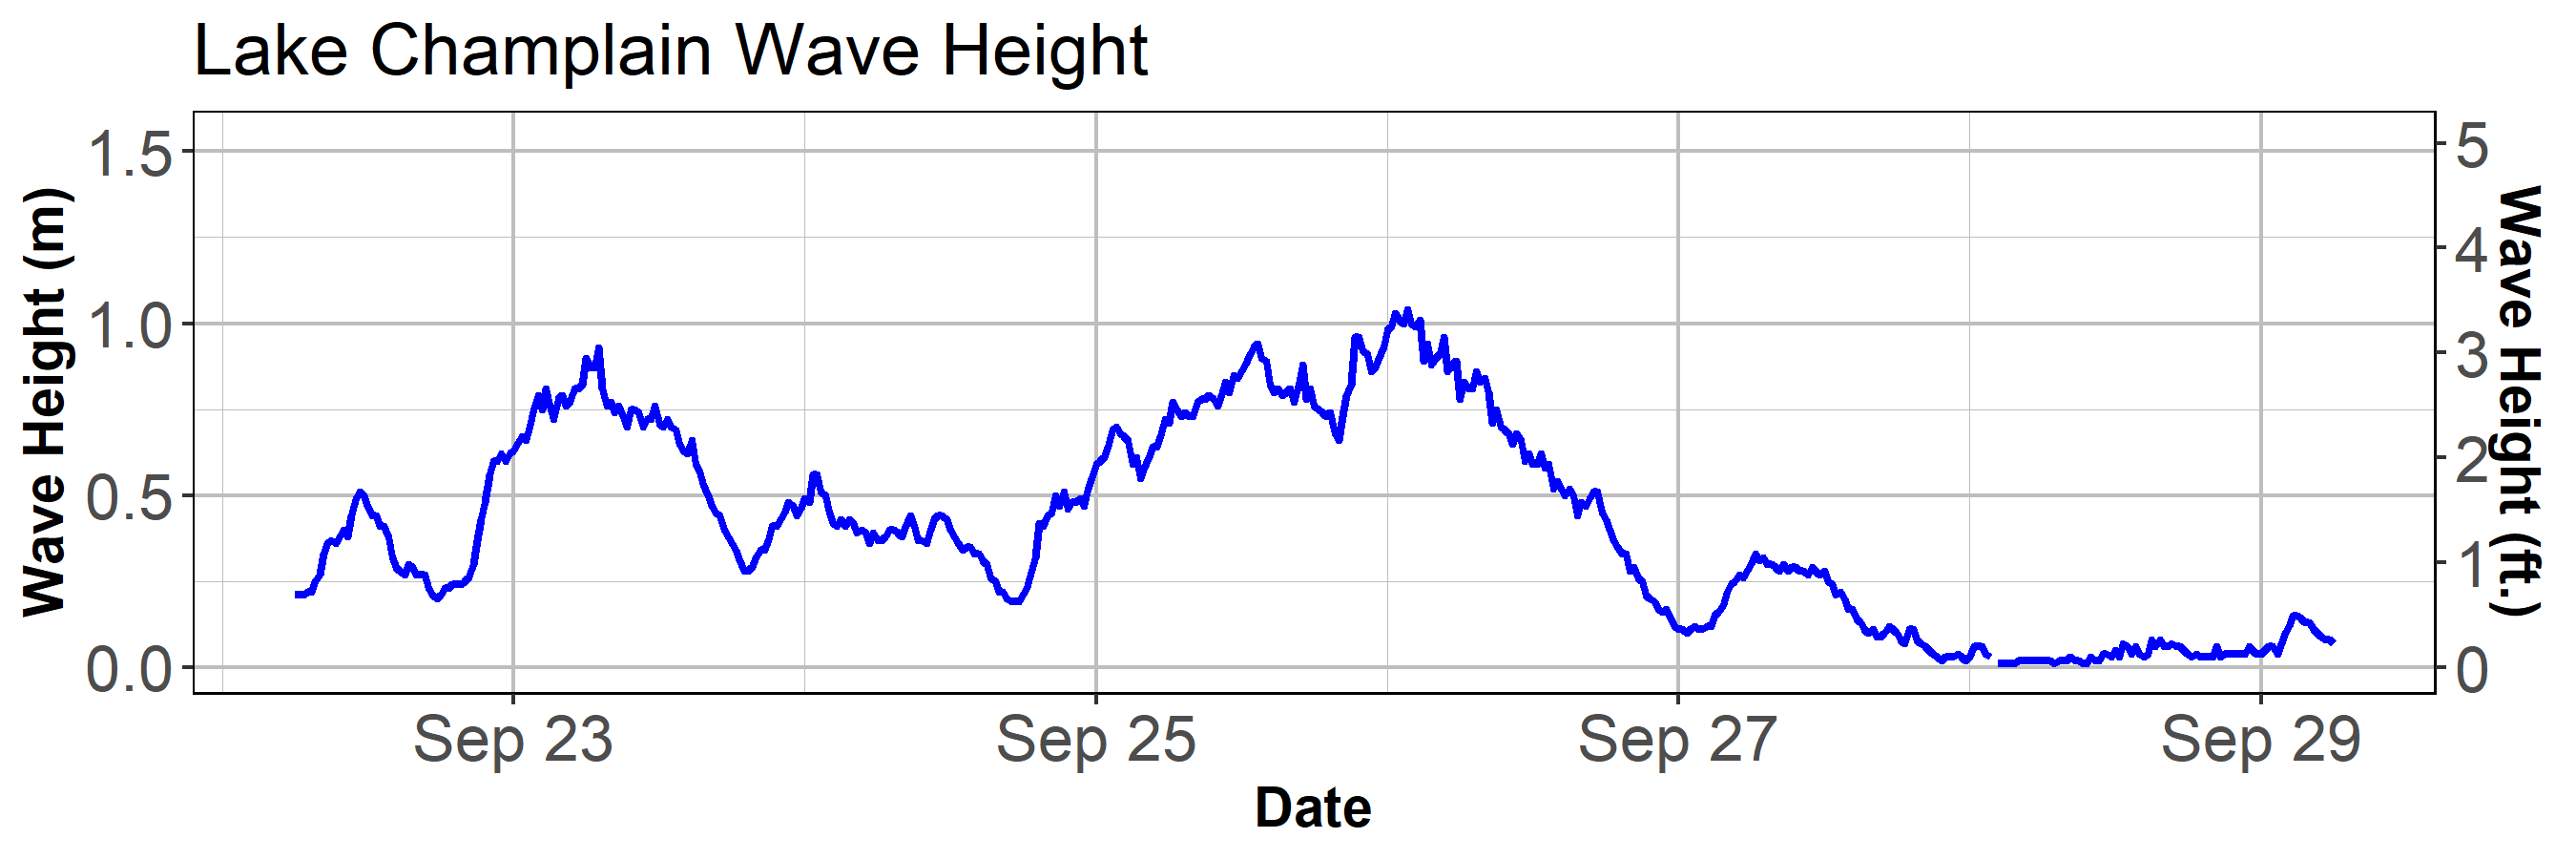 Lake Champlain Wave Height
Wave Height (m)
1.5
1.0
0.5
0.0
5
4
3
2
1
0
Wave Height (ft.)
Sep 23
Sep 25
Sep 27
Sep 29
Date